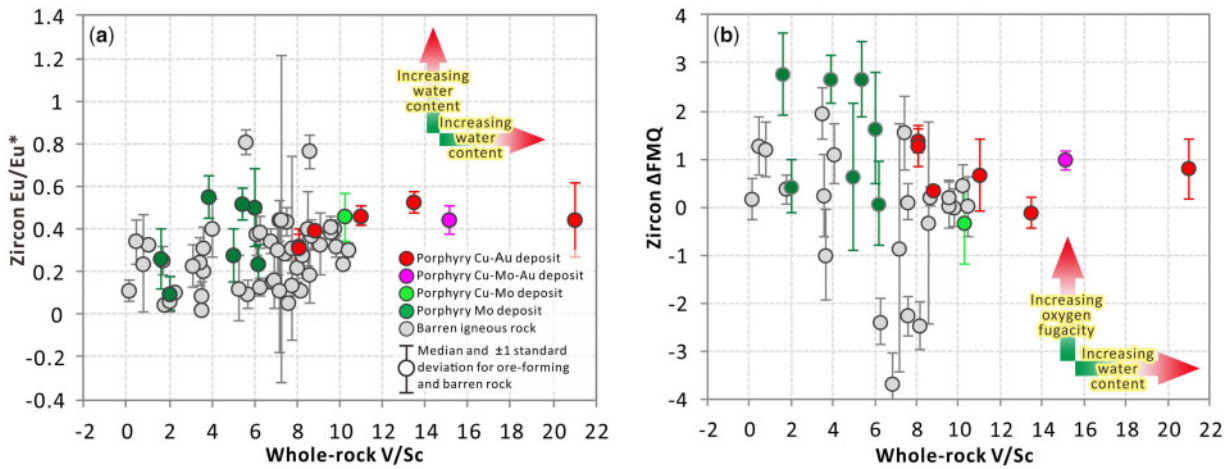 (a)
Zircon Eu/Eu*
1.4
1.2
1
0.8
0.6
0.4
0.2
0
-0.2
-0.4
Increasing
water
content
Increasing
water
content
Porphyry Cu-Au deposit
Porphyry Cu-Mo-Au deposit
Porphyry Cu-Mo deposit
Porphyry Mo deposit
Barren igneous rock
Median and ±1 standard
deviation for ore-forming
and barren rock
-2 0 2 4 6 8 10 12 14 16 18 20 22
Whole-rock V/Sc
(b)
Zircon ΔFMQ
4
3
2
1
0
-1
-2
-3
-4
Increasing
oxygen
fugacity
Increasing
water
content
-2 0 2 4 6 8 10 12 14 16 18 20 22
Whole-rock V/Sc